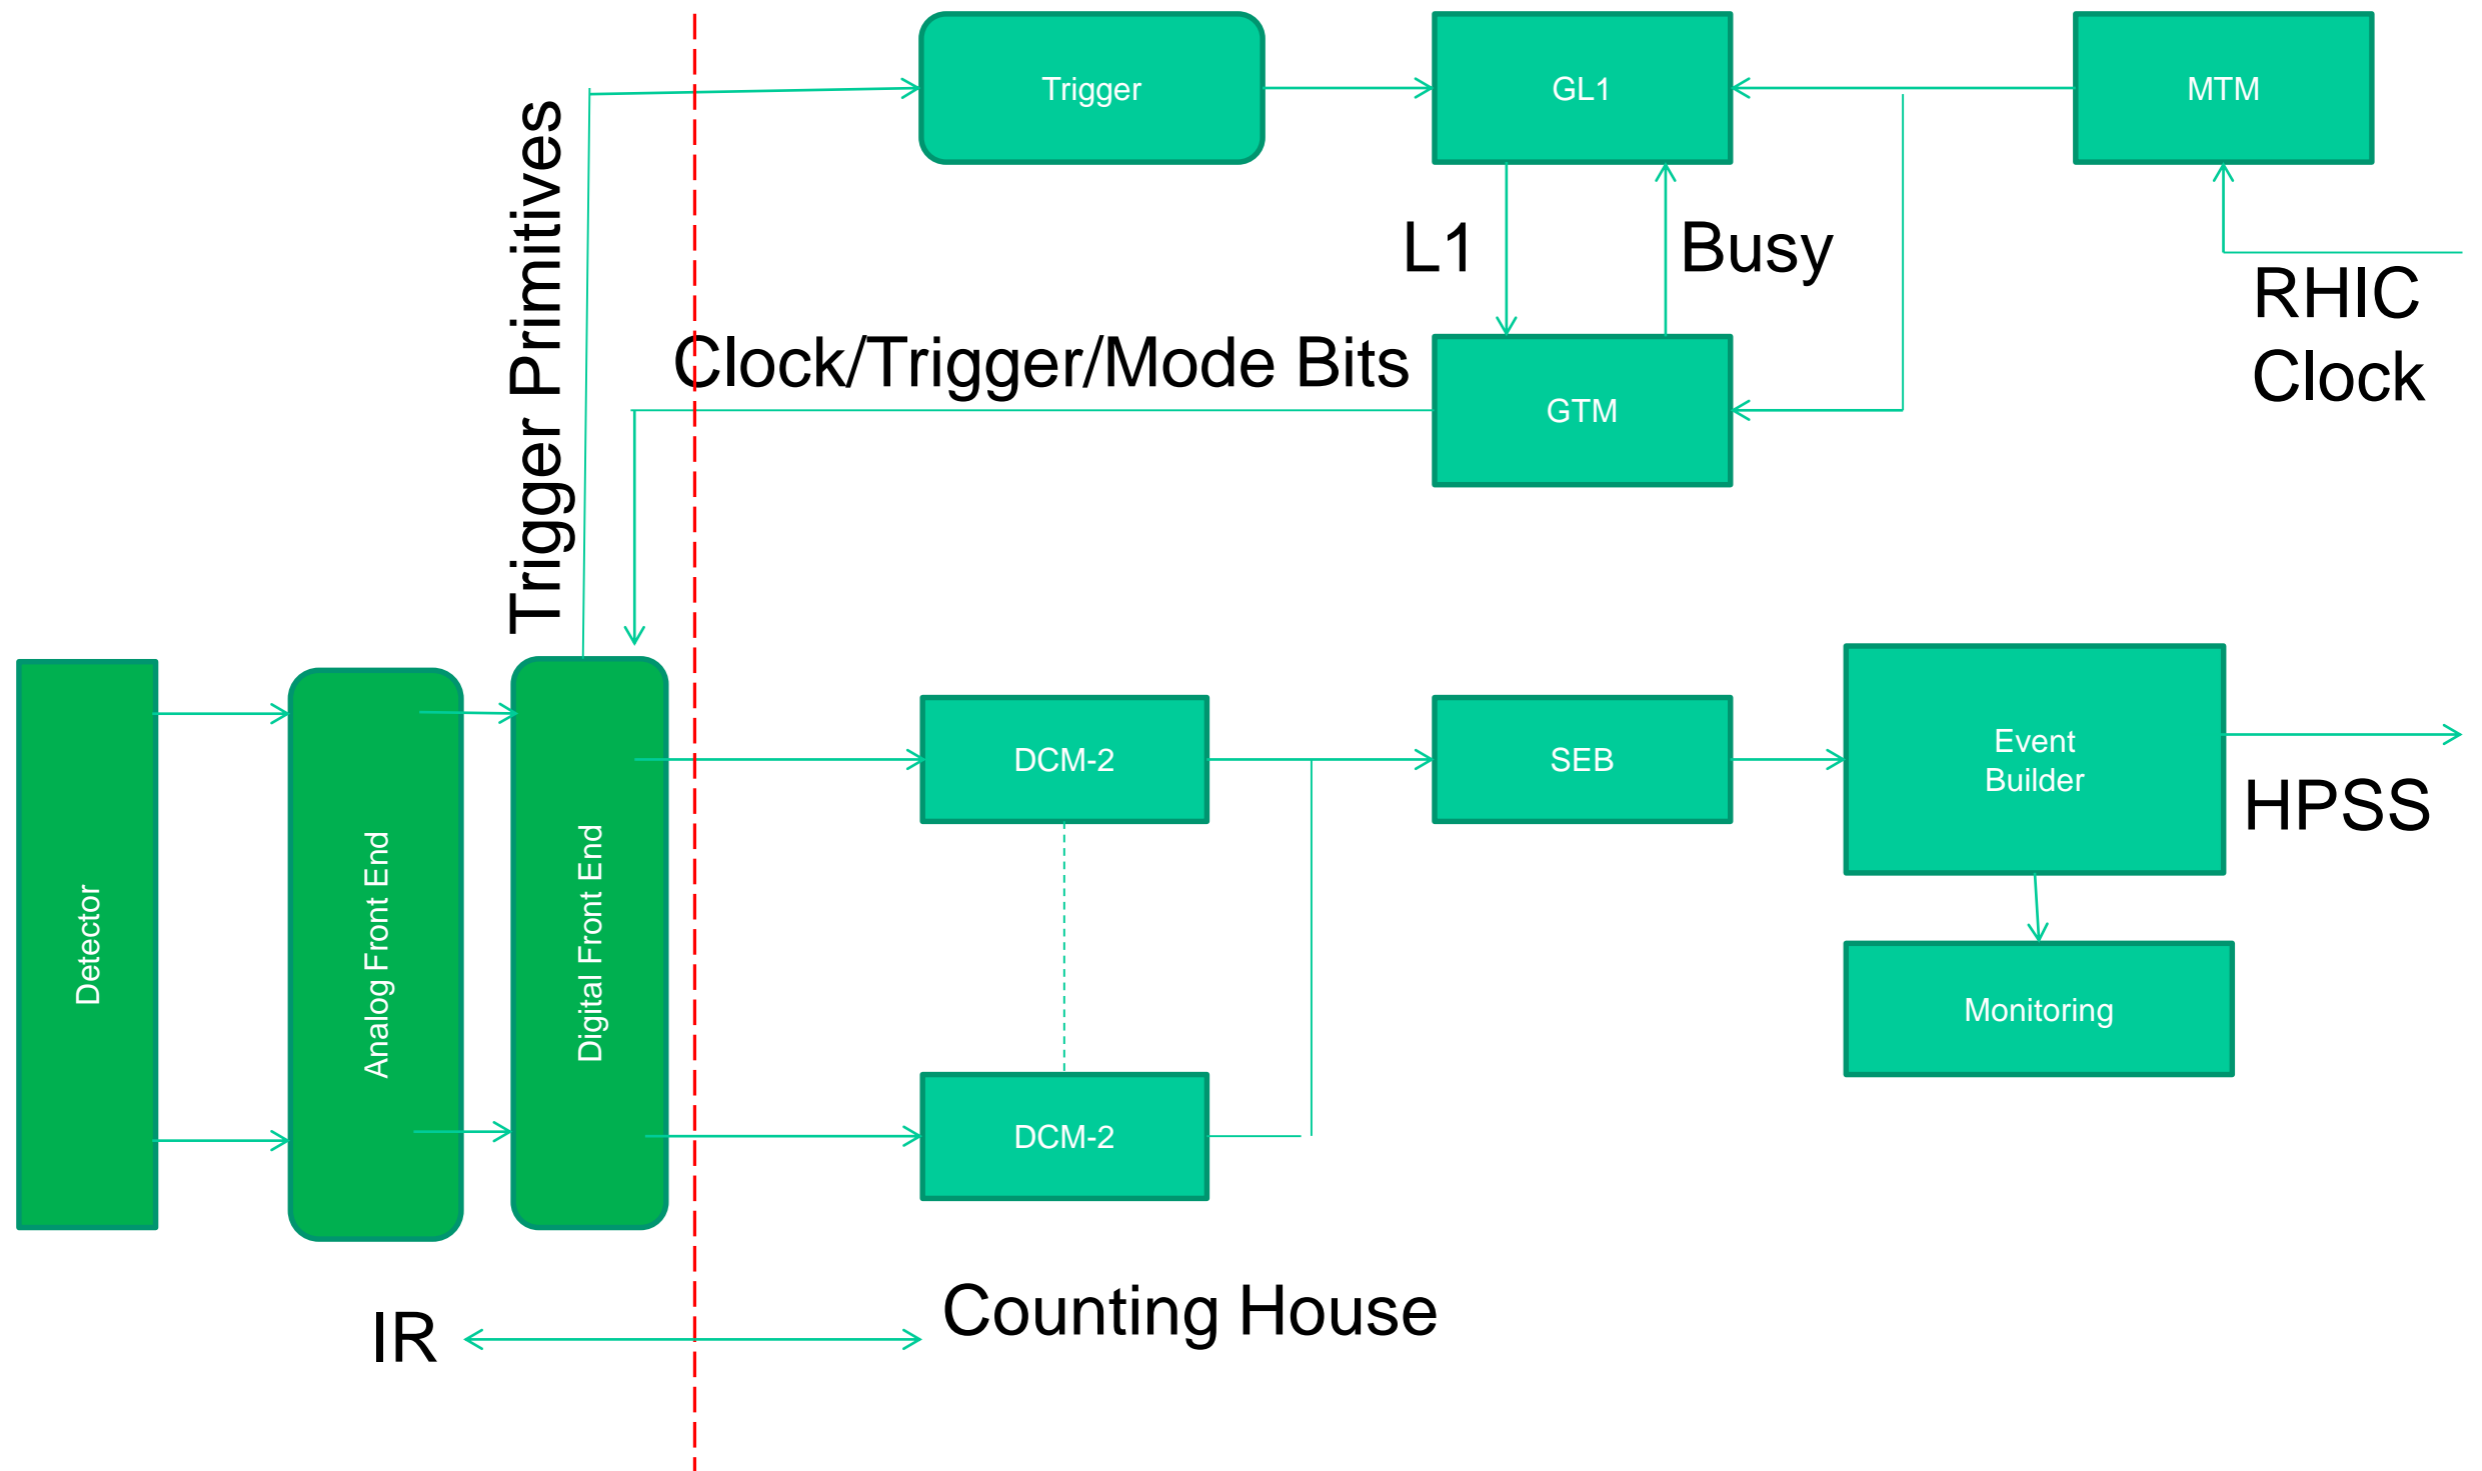 Trigger
GL1
MTM
Trigger Primitives
L1
Busy
RHIC
Clock
Clock/Trigger/Mode Bits
GTM
Detector
Analog Front End
Digital Front End
DCM-2
SEB
Event
Builder
HPSS
Monitoring
DCM-2
IR
Counting House